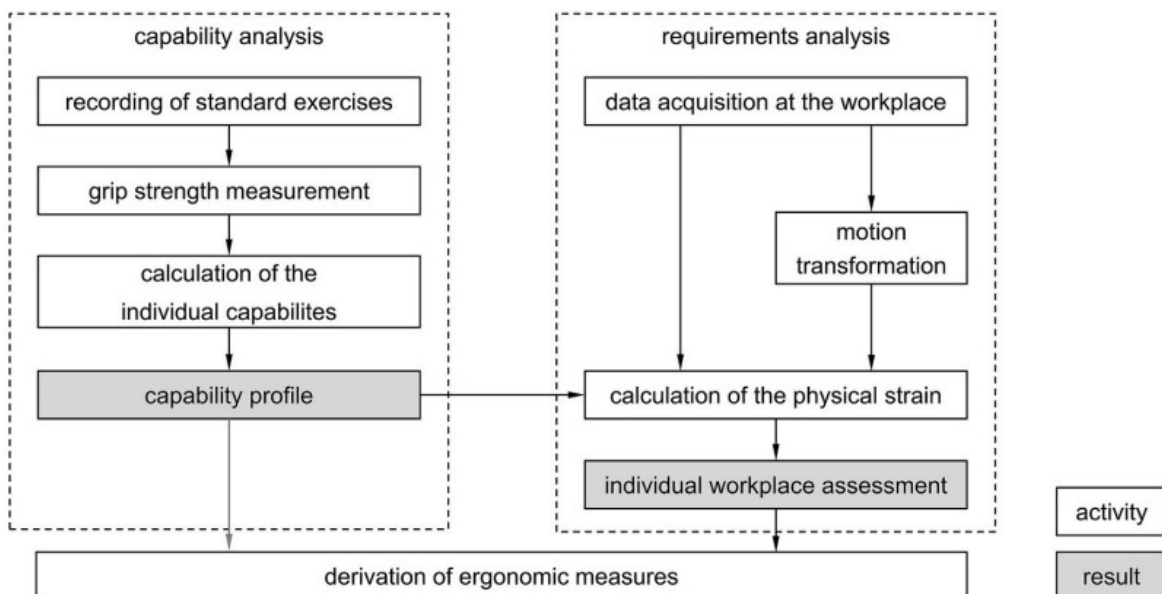 capability analysis
recording of standard exercises
grip strength measurement
calculation of the
individual capabilites
capability profile
requirements analysis
data acquisition at the workplace
motion
transformation
calculation of the physical strain
individual workplace assessment
derivation of ergonomic measures
activity
result